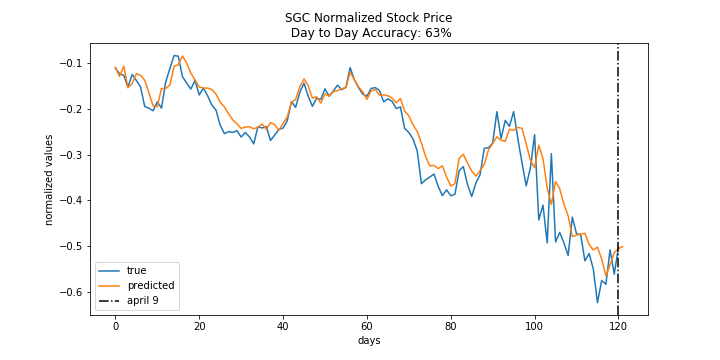 SGC Normalized Stock Price
Day to Day Accuracy: 63%
normalized values
−0.1
−0.2
−0.3
−0.4
−0.5
−0.6
true
predicted
april 9
0 20 40 60 80 100 120
days